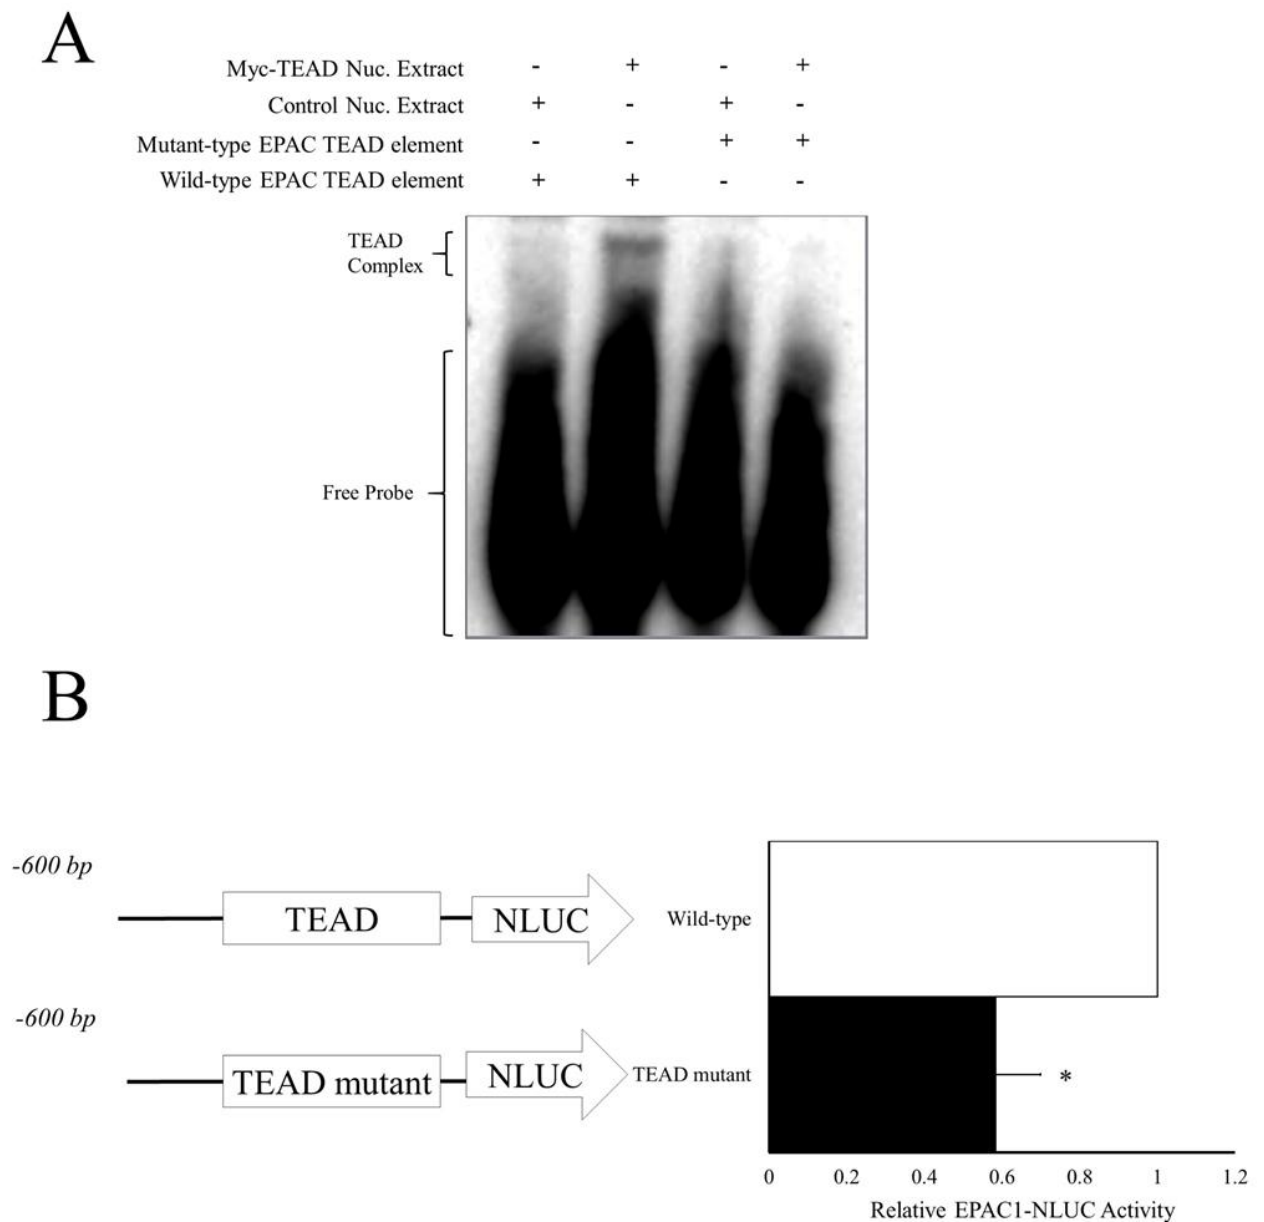 A
Myc-TEAD Nuc. Extract - + - +
Control Nuc. Extract + - + -
Mutant-type EPAC TEAD element - - + +
Wild-type EPAC TEAD element + + - -
TEAD
Complex
Free Probe
B
-600 bp
TEAD NLUC Wild-type
-600 bp
TEAD mutant NLUC TEAD mutant *
0 0.2 0.4 0.6 0.8 1 1.2
Relative EPAC1-NLUC Activity